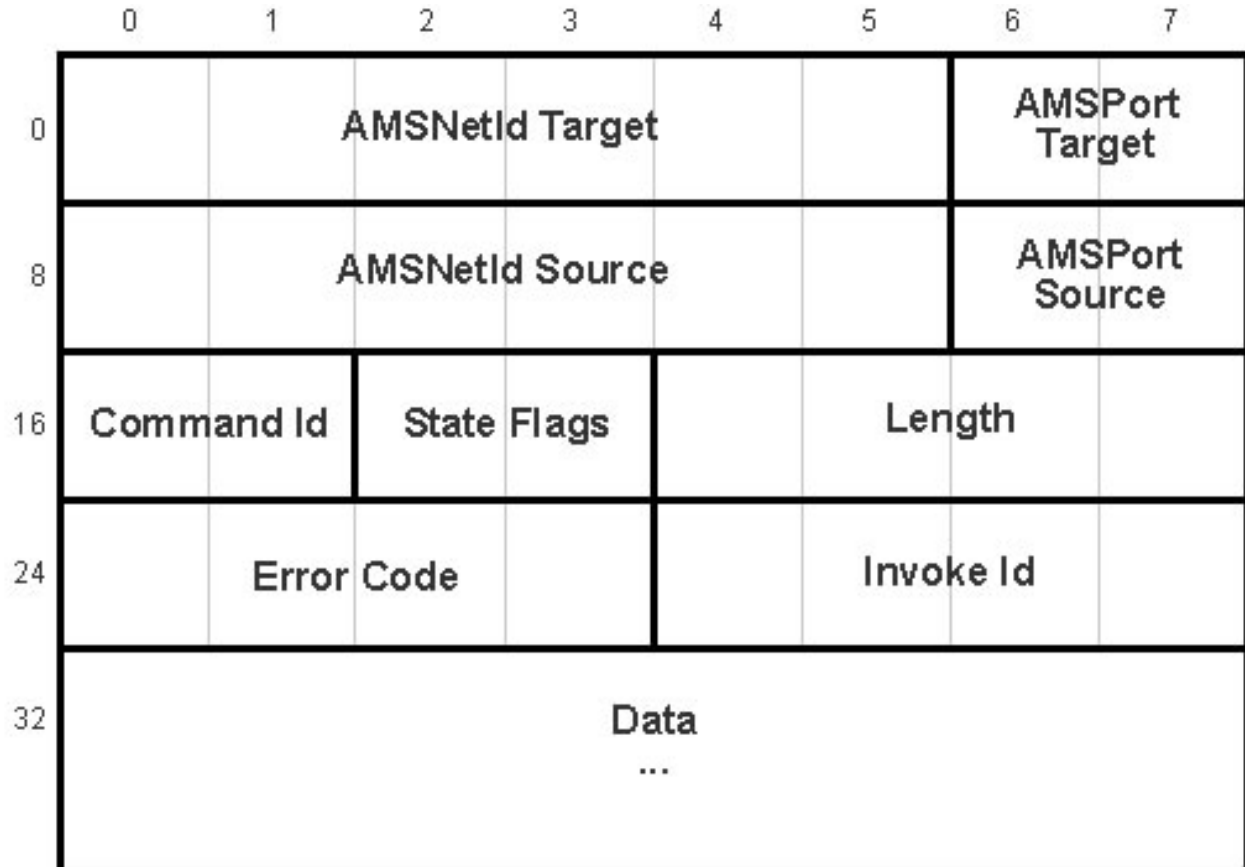 0 1 2 3 4 5 6 7
0 AMSNetId Target AMSPort
Target
8 AMSNetId Source AMSPort
Source
16 Command Id State Flags Length
24 Error Code Invoke Id
32 Data
...